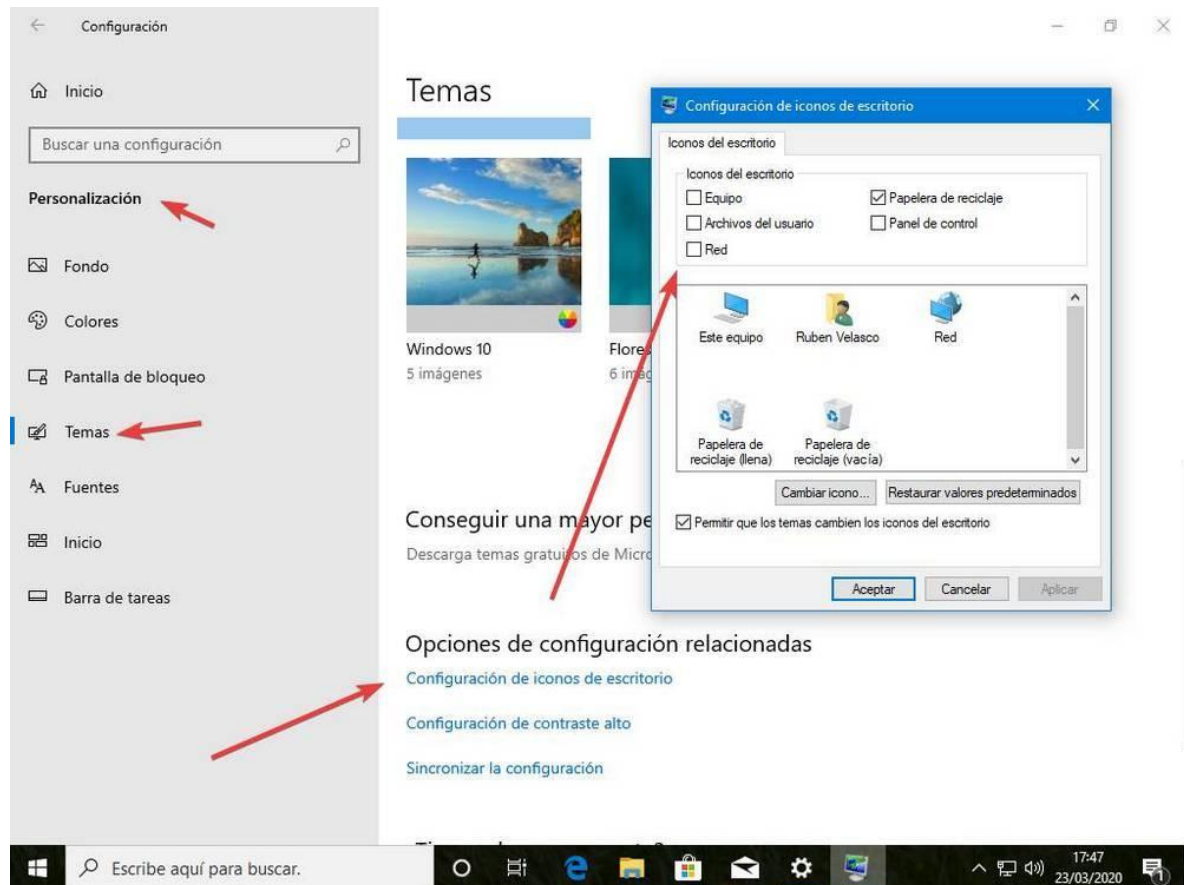 Configuración
Inicio
Buscar una configuración
Personalización
Fondo
Colores
Pantalla de bloqueo
Temas
Fuentes
Inicio
Barra de tareas
Temas
Windows 10
5 imágenes
Flores
6 imág
Conseguir una mayor pe
Descarga temas gratuitos de Micro
Opciones de configuración relacionadas
Configuración de iconos de escritorio
Configuración de contraste alto
Sincronizar la configuración
Configuración de iconos de escritorio
Iconos del escritorio
Iconos del escritorio
Equipo
Papelera de reciclaje
Archivos del usuario
Panel de control
Red
Este equipo
Ruben Velasco
Red
Papelera de
reciclaje (llena)
Papelera de
reciclaje (vacía)
Cambiar icono...
Restaurar valores predeterminados
Permitir que los temas cambien los iconos del escritorio
Aceptar
Cancelar
Aplicar
Escribe aquí para buscar.
17:47
23/03/2020
1